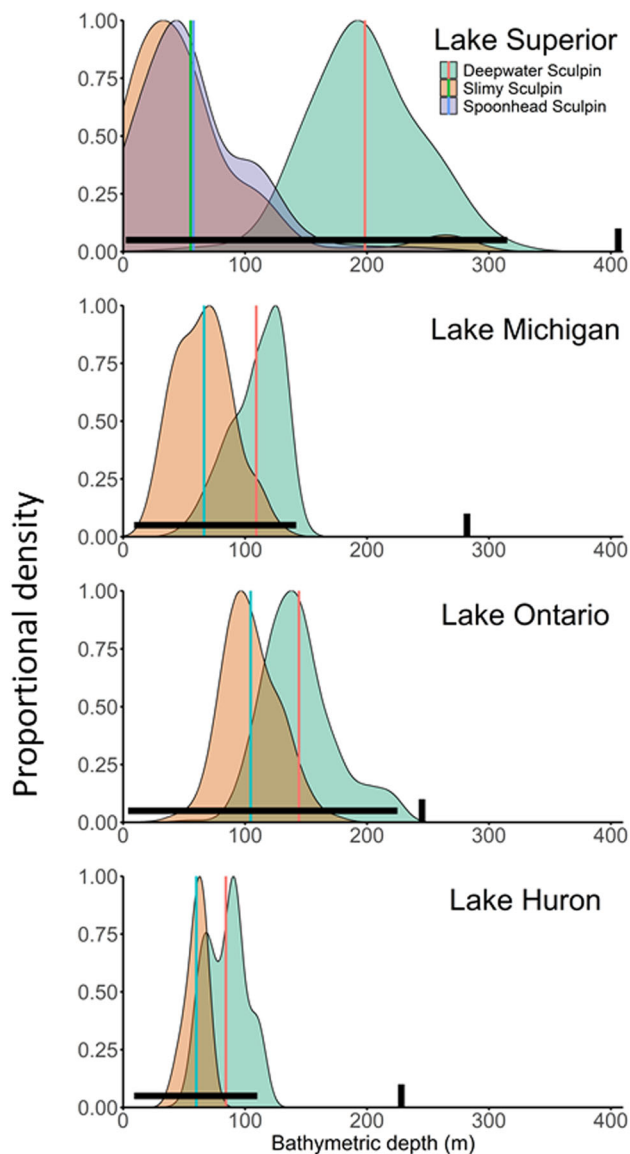 Lake Superior
Deepwater Sculpin
Slimy Sculpin
Spoonhead Sculpin
1.00
0.75
0.50
0.25
0.00
0 100 200 300 400
Lake Michigan
1.00
0.75
0.50
0.25
0.00
0 100 200 300 400
Proportional density
Lake Ontario
1.00
0.75
0.50
0.25
0.00
0 100 200 300 400
Lake Huron
1.00
0.75
0.50
0.25
0.00
0 100 200 300 400
Bathymetric depth (m)